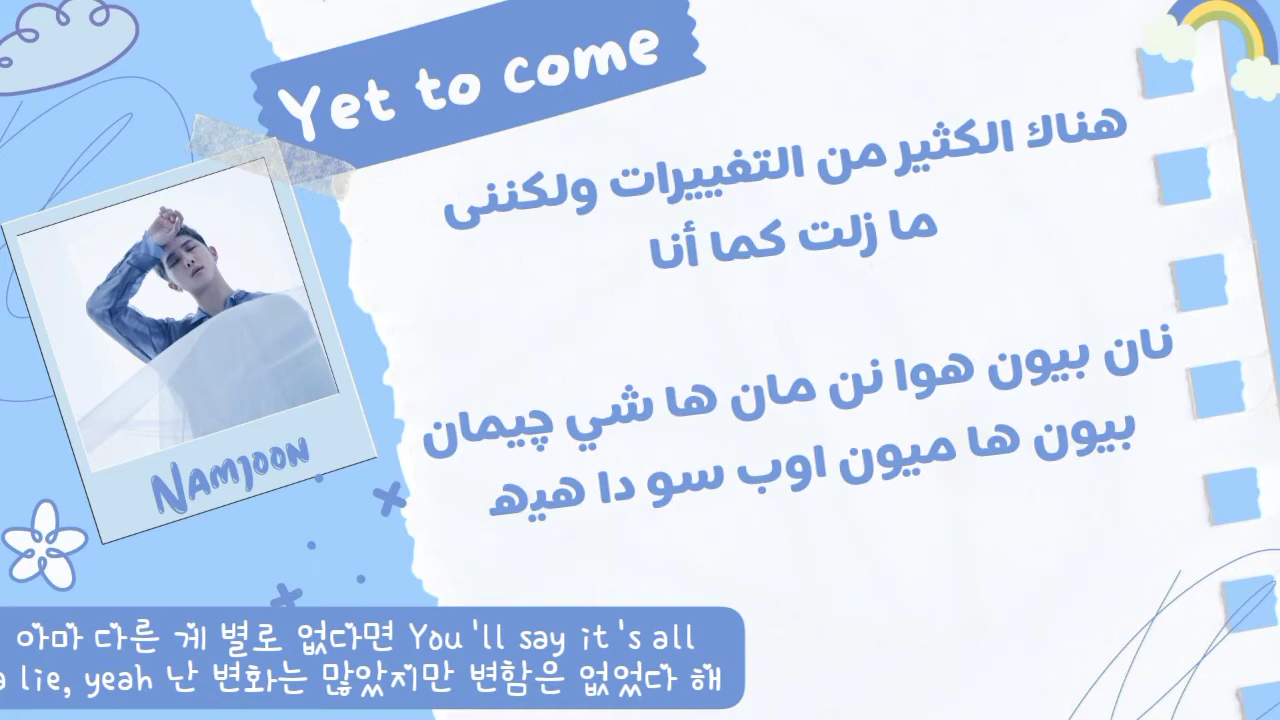 Yet to come
هناك الكثير من التغييرات ولكننى
ما زلت كما أنا
نان بيون هوا نن مان ها شي چيمان
بيون ها ميون اوب سو دا هيه
Namjoon
아마 다른 게 별로 없다면 You'll say it's all
a lie, yeah 난 변화는 많았지만 변함은 없었다 해